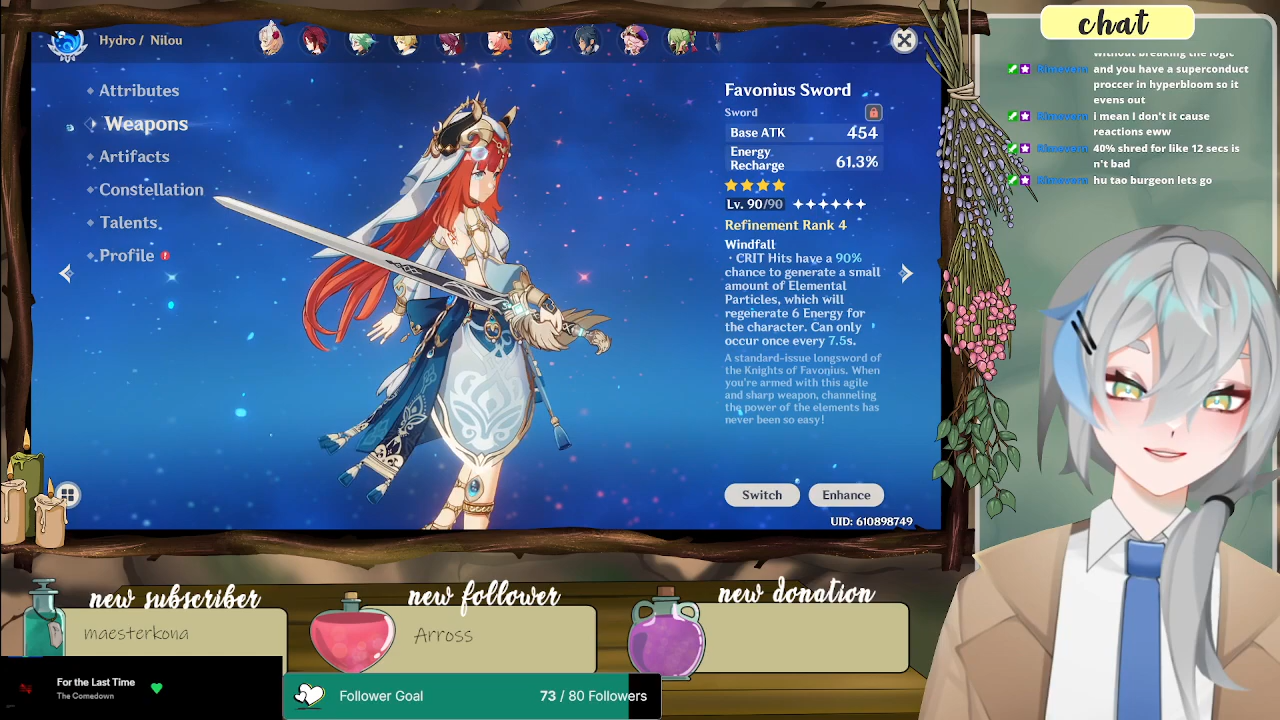 Hydro / Nilou
Attributes
Weapons
Artifacts
Constellation
Talents
Profile
Favonius Sword
Sword
Base ATK 454
Energy
Recharge 61.3%
Lv. 90/90
Refinement Rank 4
Windfall
· CRIT Hits have a 90%
chance to generate a small
amount of Elemental
Particles, which will
regenerate 6 Energy for
the character. Can only
occur once every 7.5s.
A standard-issue longsword of
the Knights of Favonius. When
you're armed with this agile
and sharp weapon, channeling
the power of the elements has
never been so easy!
Switch Enhance
UID: 610898749
chat
without breaking the logic
and you have a superconduct
proccer in hyperbloom so it
evens out
i mean I don't it cause
reactions eww
40% shred for like 12 secs is
n't bad
hu tao burgeon lets go
new subscriber
maesterkona
new follower
Arross
new donation
For the Last Time
The Comedown
Follower Goal 73 / 80 Followers